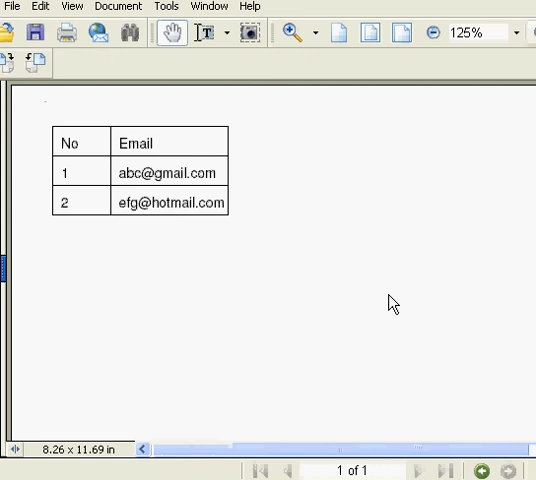 File Edit View Document Tools Window Help
125%
No Email
1 abc@gmail.com
2 efg@hotmail.com
8.26 x 11.69 in
1 of 1